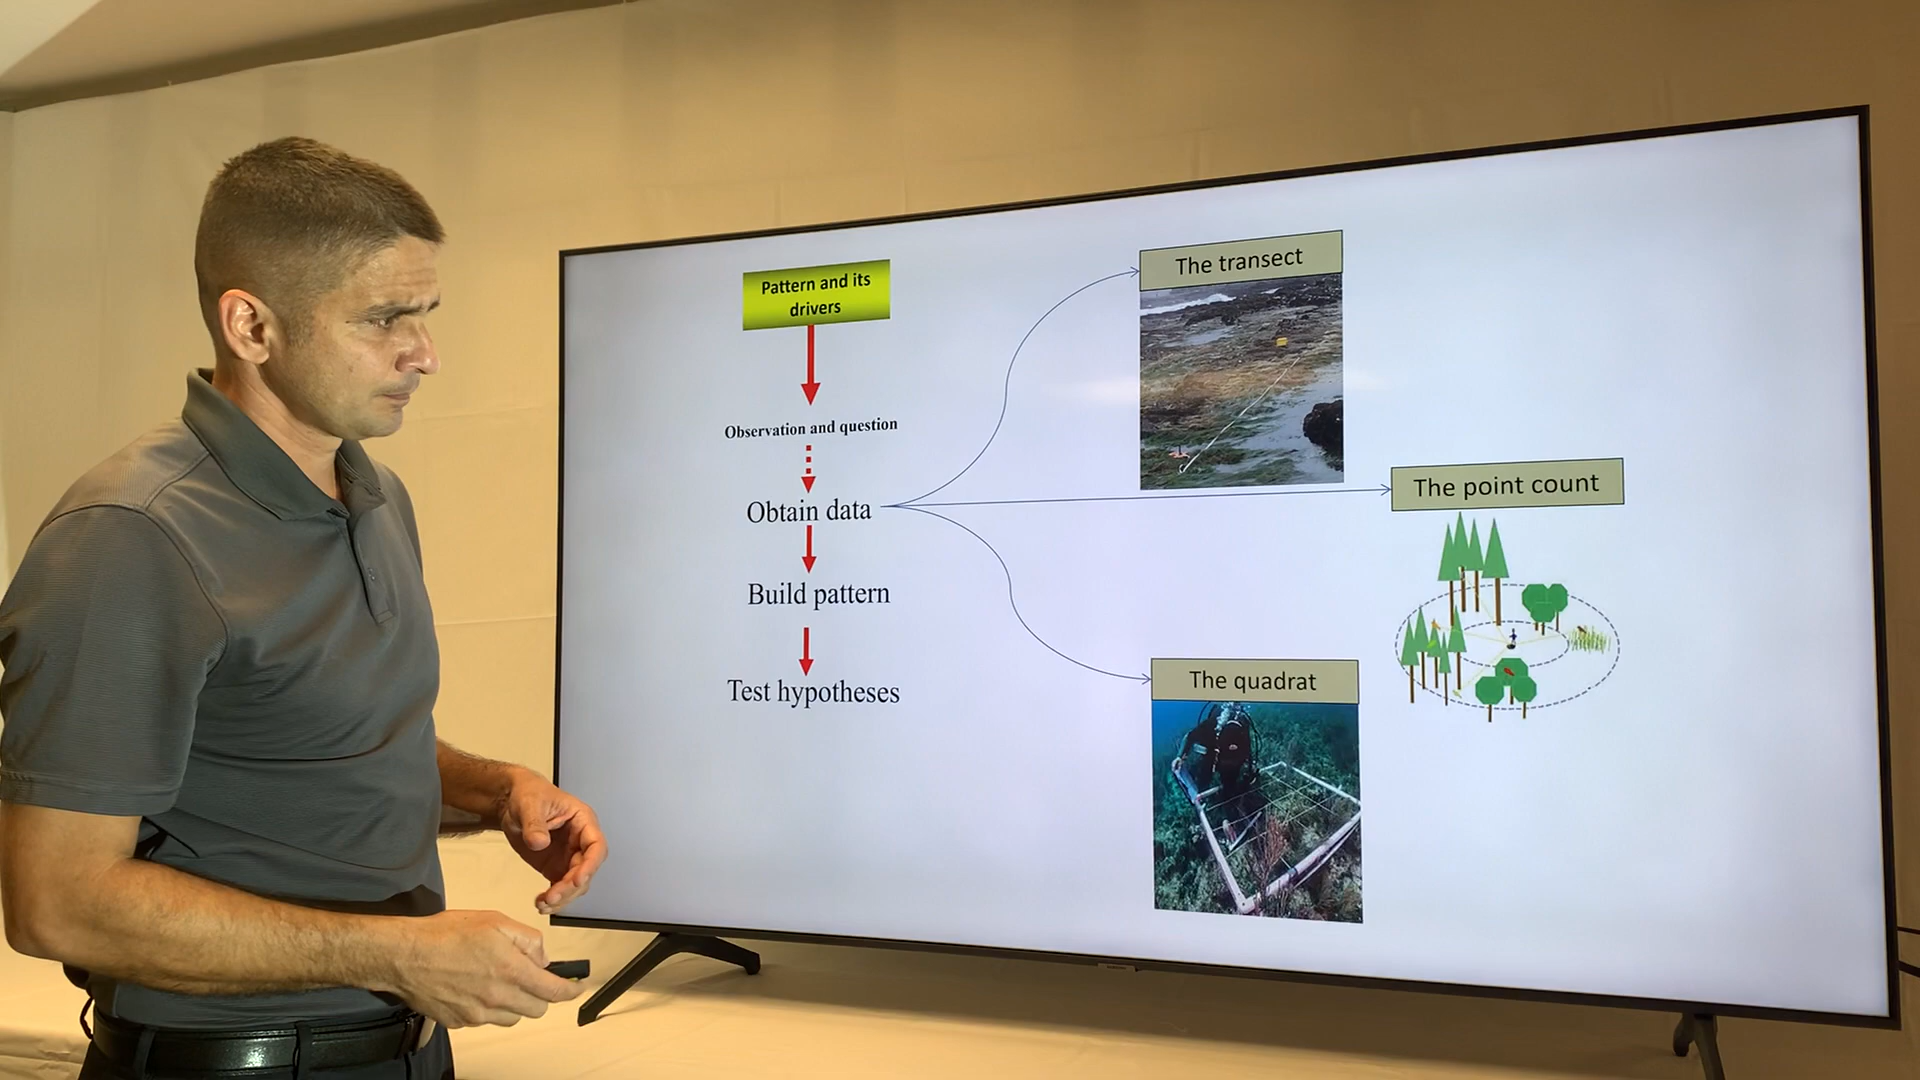 Pattern and its
drivers
Observation and question
Obtain data
Build pattern
Test hypotheses
The transect
The point count
The quadrat